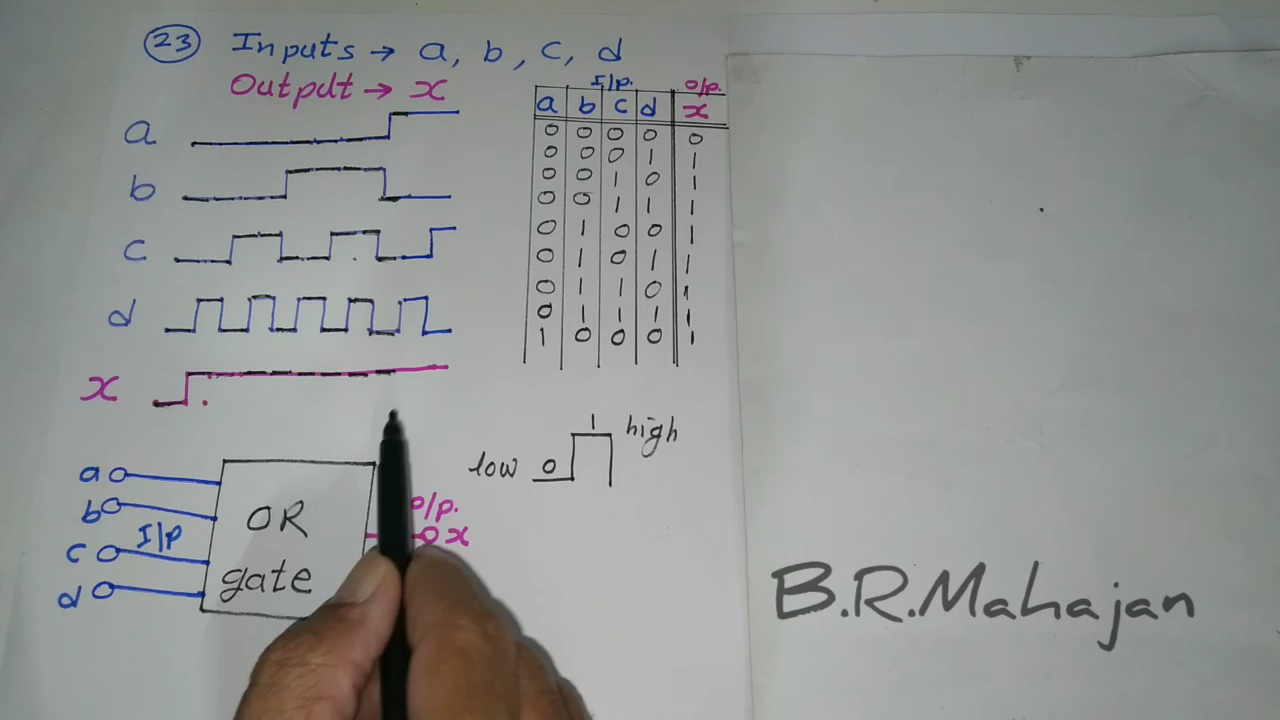 23 Inputs → a, b, c, d
Output → x
a
b
c
d
x
I/p. o/p.
a b c d x
0 0 0 0 0
0 0 0 1 1
0 0 1 0 1
0 0 1 1 1
0 1 0 0 1
0 1 0 1 1
0 1 1 0 1
0 1 1 1 1
1 0 0 0 1
low 0 1 high
a
b
c I/p
d
OR
gate
o/p.
x
B.R.Mahajan